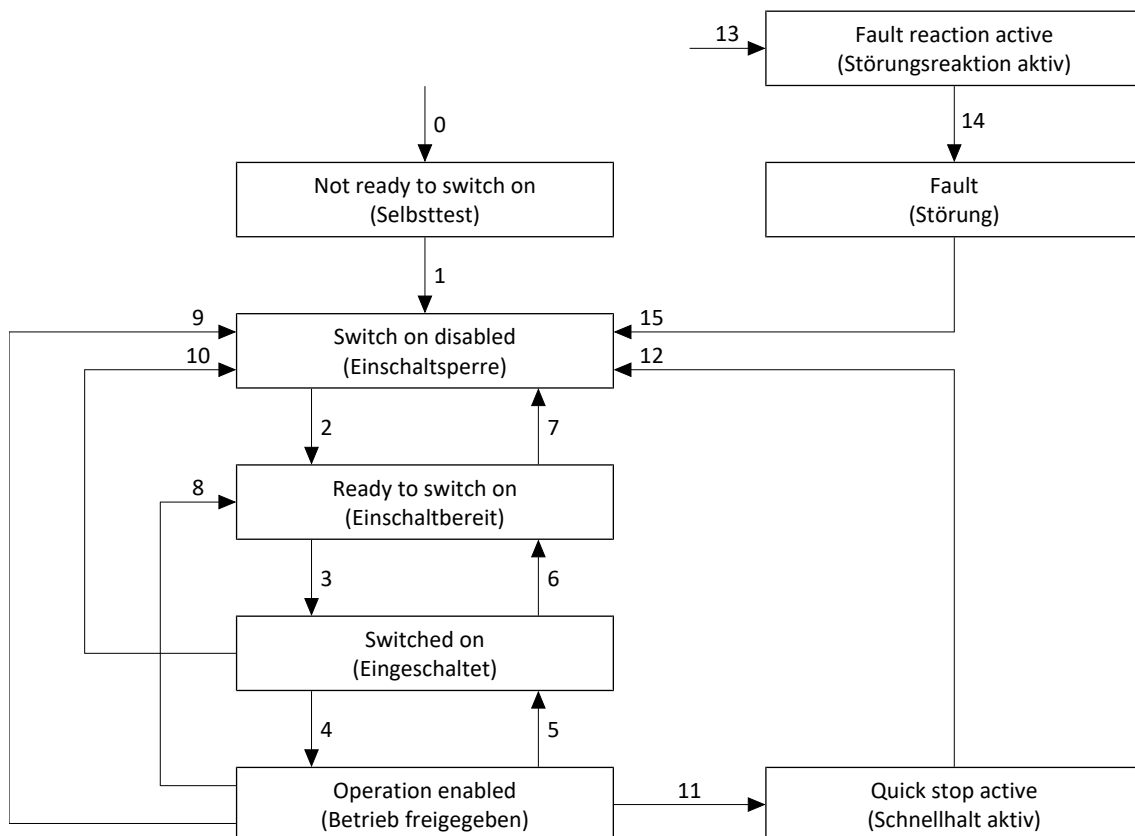 13
Fault reaction active
(Störungsreaktion aktiv)
0
14
Not ready to switch on
(Selbsttest)
Fault
(Störung)
1
9
15
Switch on disabled
(Einschaltsperre)
10
12
2
7
8
Ready to switch on
(Einschaltbereit)
3
6
Switched on
(Eingeschaltet)
4
5
Operation enabled
(Betrieb freigegeben)
11
Quick stop active
(Schnellhalt aktiv)